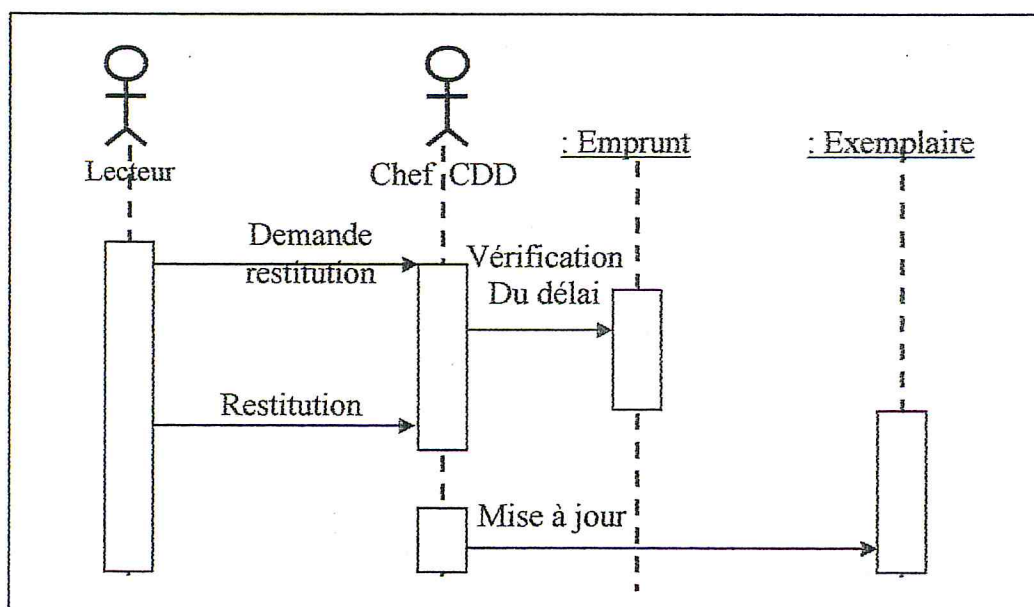 Lecteur
Chef CDD
: Emprunt
: Exemplaire
Demande
restitution
Vérification
Du délai
Restitution
Mise à jour